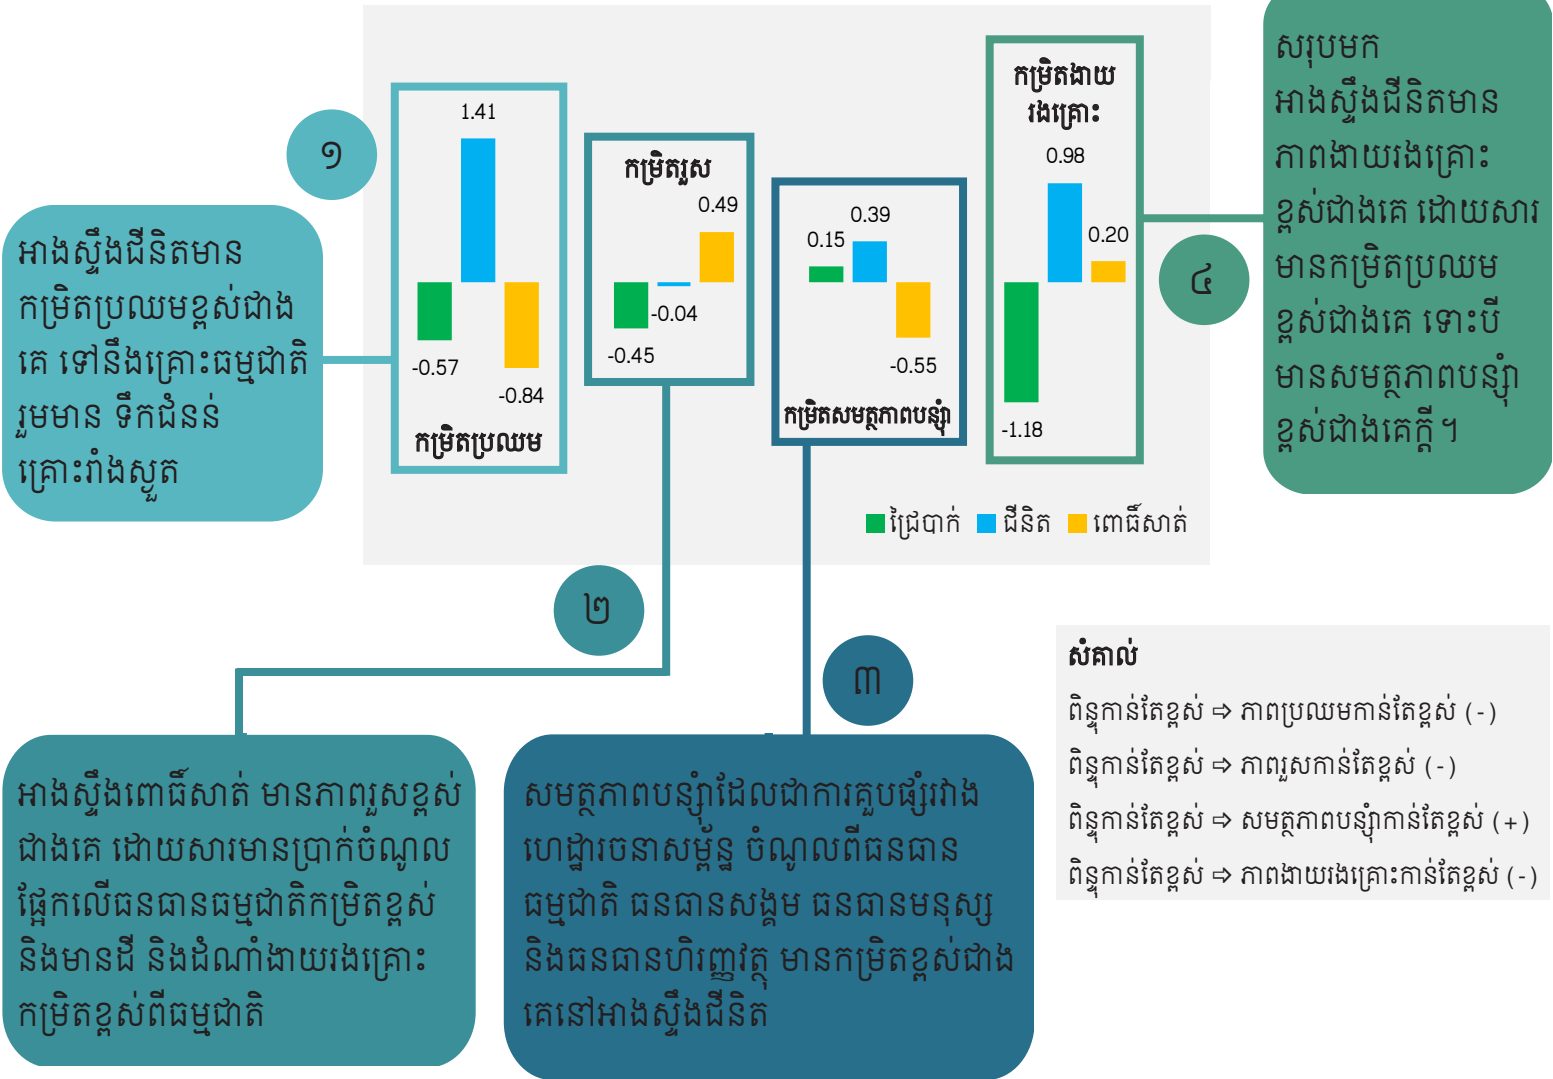 ១
អាងស្ទឹងជីនិតមាន
កម្រិតប្រឈមខ្ពស់ជាង
គេ ទៅនឹងគ្រោះធម្មជាតិ
រួមមាន ទឹកជំនន់
គ្រោះរាំងស្ងួត
1.41
-0.57
-0.84
កម្រិតប្រឈម
កម្រិតរួស
0.49
-0.04
-0.45
0.39
0.15
-0.55
កម្រិតសមត្ថភាពបន្ស៊ាំ
កម្រិតងាយ
រងគ្រោះ
0.98
0.20
-1.18
ជ្រៃបាក់ ជីនិត ពោធិ៍សាត់
២
អាងស្ទឹងពោធិ៍សាត់ មានភាពរួសខ្ពស់
ជាងគេ ដោយសារមានប្រាក់ចំណូល
ផ្អែកលើធនធានធម្មជាតិកម្រិតខ្ពស់
និងមានដី និងដំណាំងាយរងគ្រោះ
កម្រិតខ្ពស់ពីធម្មជាតិ
៣
សមត្ថភាពបន្ស៊ាំដែលជាការគួបផ្សំរវាង
ហេដ្ឋារចនាសម្ព័ន្ធ ចំណូលពីធនធាន
ធម្មជាតិ ធនធានសង្គម ធនធានមនុស្ស
និងធនធានហិរញ្ញវត្ថុ មានកម្រិតខ្ពស់ជាង
គេនៅអាងស្ទឹងជីនិត
៤
សរុបមក
អាងស្ទឹងជីនិតមាន
ភាពងាយរងគ្រោះ
ខ្ពស់ជាងគេ ដោយសារ
មានកម្រិតប្រឈម
ខ្ពស់ជាងគេ ទោះបី
មានសមត្ថភាពបន្ស៊ាំ
ខ្ពស់ជាងគេក្តី។
សំគាល់
ពិន្ទុកាន់តែខ្ពស់ ⇨ ភាពប្រឈមកាន់តែខ្ពស់ (-)
ពិន្ទុកាន់តែខ្ពស់ ⇨ ភាពរួសកាន់តែខ្ពស់ (-)
ពិន្ទុកាន់តែខ្ពស់ ⇨ សមត្ថភាពបន្ស៊ាំកាន់តែខ្ពស់ (+)
ពិន្ទុកាន់តែខ្ពស់ ⇨ ភាពងាយរងគ្រោះកាន់តែខ្ពស់ (-)